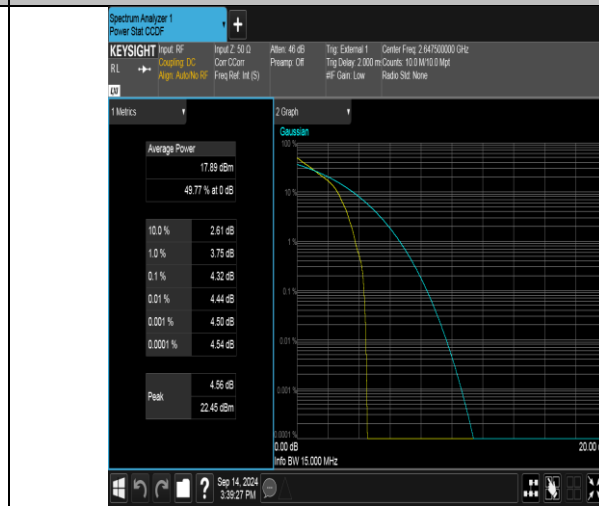 Spectrum Analyzer 1
Power Stat CCDF
+
KEYSIGHT Input: RF Input Z: 50 Ω Atten: 46 dB Trig: External 1 Center Freq: 2.647500000 GHz
RL Coupling: DC Corr CCorr Preamp: Off Trig Delay: 2.000 m Counts: 10.0 M/10.0 Mpt
Align: Auto/No RF Freq Ref: Int (S) #IF Gain: Low Radio Std: None
1 Metrics
Average Power
17.89 dBm
49.77 % at 0 dB
10.0 % 2.61 dB
1.0 % 3.75 dB
0.1 % 4.32 dB
0.01 % 4.44 dB
0.001 % 4.50 dB
0.0001 % 4.54 dB
Peak 4.56 dB
22.45 dBm
2 Graph
Gaussian
100 %
10 %
1 %
0.1 %
0.01 %
0.001 %
0.0001 %
0.00 dB 20.00
Info BW 15.000 MHz
? Sep 14, 2024
3:39:27 PM